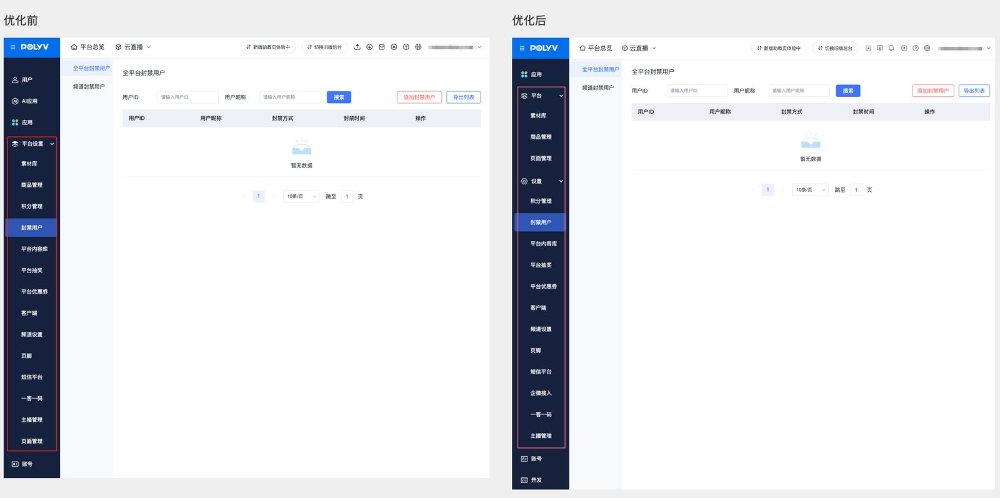 优化前
POLYV
平台总览
云直播
新版助教页体验中
切换旧版后台
用户
AI应用
应用
平台设置
素材库
商品管理
积分管理
封禁用户
平台内容库
平台抽奖
平台优惠券
客户端
频道设置
页脚
短信平台
一客一码
主播管理
页面管理
账号
全平台封禁用户
频道封禁用户
全平台封禁用户
用户ID
请输入用户ID
用户昵称
请输入用户昵称
搜索
添加封禁用户
导出列表
用户ID
用户昵称
封禁方式
封禁时间
操作
暂无数据
1
10条/页
跳至
1
页
优化后
POLYV
平台总览
云直播
新版助教页体验中
切换旧版后台
应用
平台
素材库
商品管理
页面管理
设置
积分管理
封禁用户
平台内容库
平台抽奖
平台优惠券
客户端
频道设置
页脚
短信平台
企微接入
一客一码
主播管理
账号
开发
全平台封禁用户
频道封禁用户
全平台封禁用户
用户ID
请输入用户ID
用户昵称
请输入用户昵称
搜索
添加封禁用户
导出列表
用户ID
用户昵称
封禁方式
封禁时间
操作
暂无数据
1
10条/页
跳至
1
页